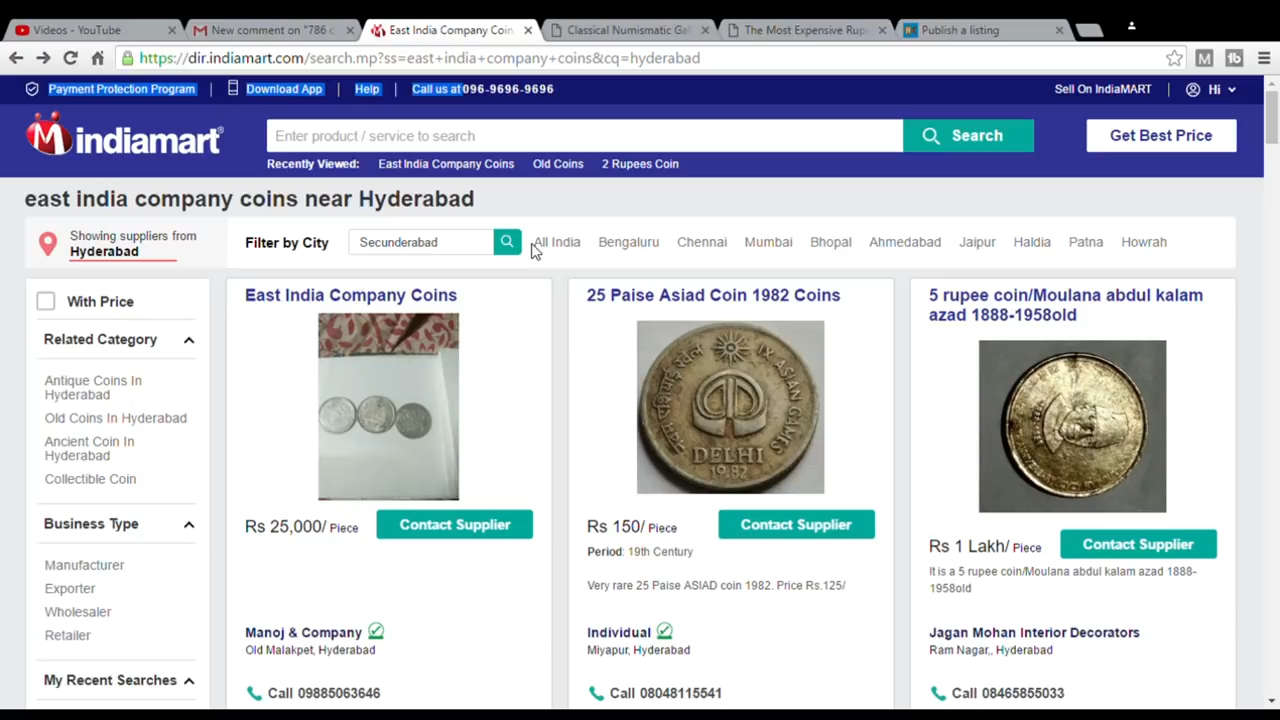 Videos - YouTube
New comment on "786 c
East India Company Coin
Classical Numismatic Gal
The Most Expensive Rup
Publish a listing
https://dir.indiamart.com/search.mp?ss=east+india+company+coins&cq=hyderabad
Payment Protection Program | Download App | Help | Call us at 096-9696-9696
Sell On IndiaMART | Hi
indiamart
Enter product / service to search
Search
Get Best Price
Recently Viewed: East India Company Coins Old Coins 2 Rupees Coin
east india company coins near Hyderabad
Showing suppliers from
Hyderabad
Filter by City
Secunderabad
All India Bengaluru Chennai Mumbai Bhopal Ahmedabad Jaipur Haldia Patna Howrah
With Price
Related Category
Antique Coins In
Hyderabad
Old Coins In Hyderabad
Ancient Coin In
Hyderabad
Collectible Coin
Business Type
Manufacturer
Exporter
Wholesaler
Retailer
My Recent Searches
East India Company Coins
Rs 25,000/ Piece
Contact Supplier
Manoj & Company
Old Malakpet, Hyderabad
Call 09885063646
25 Paise Asiad Coin 1982 Coins
IX ASIAN GAMES
DELHI
1982
Rs 150/ Piece
Contact Supplier
Period: 19th Century
Very rare 25 Paise ASIAD coin 1982. Price Rs.125/
Individual
Miyapur, Hyderabad
Call 08048115541
5 rupee coin/Moulana abdul kalam
azad 1888-1958old
Rs 1 Lakh/ Piece
Contact Supplier
It is a 5 rupee coin/Moulana abdul kalam azad 1888-
1958old
Jagan Mohan Interior Decorators
Ram Nagar,, Hyderabad
Call 08465855033